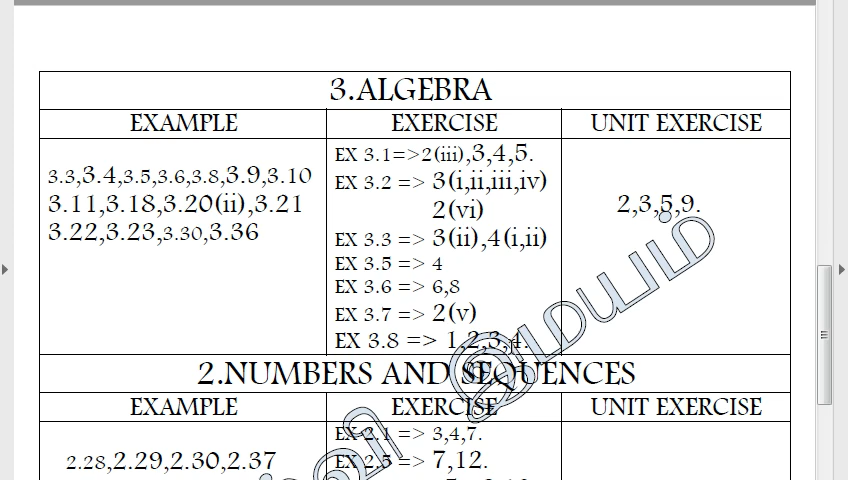 3.ALGEBRA
EXAMPLE EXERCISE UNIT EXERCISE
3.3,3.4,3.5,3.6,3.8,3.9,3.10
3.11,3.18,3.20(ii),3.21
3.22,3.23,3.30,3.36
EX 3.1=>2(iii),3,4,5.
EX 3.2 => 3(i,ii,iii,iv)
2(vi)
EX 3.3 => 3(ii),4(i,ii)
EX 3.5 => 4
EX 3.6 => 6,8
EX 3.7 => 2(v)
EX 3.8 => 1,2,3,4.
2,3,5,9.
2.NUMBERS AND SEQUENCES
EXAMPLE EXERCISE UNIT EXERCISE
2.28,2.29,2.30,2.37
EX 2.1 => 3,4,7.
EX 2.5 => 7,12.